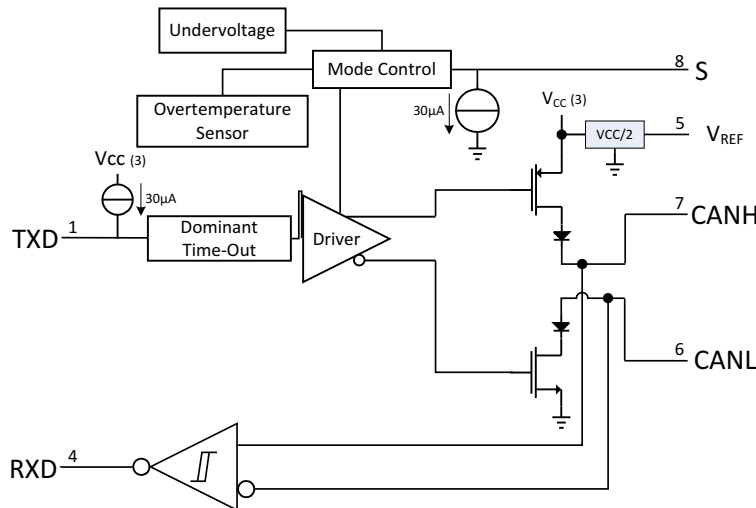 Undervoltage
Mode Control
8
S
Overtemperature
Sensor
30µA
VCC (3)
VCC/2
5
VREF
Vcc (3)
30µA
7
CANH
TXD
1
Dominant
Time-Out
Driver
6
CANL
RXD
4